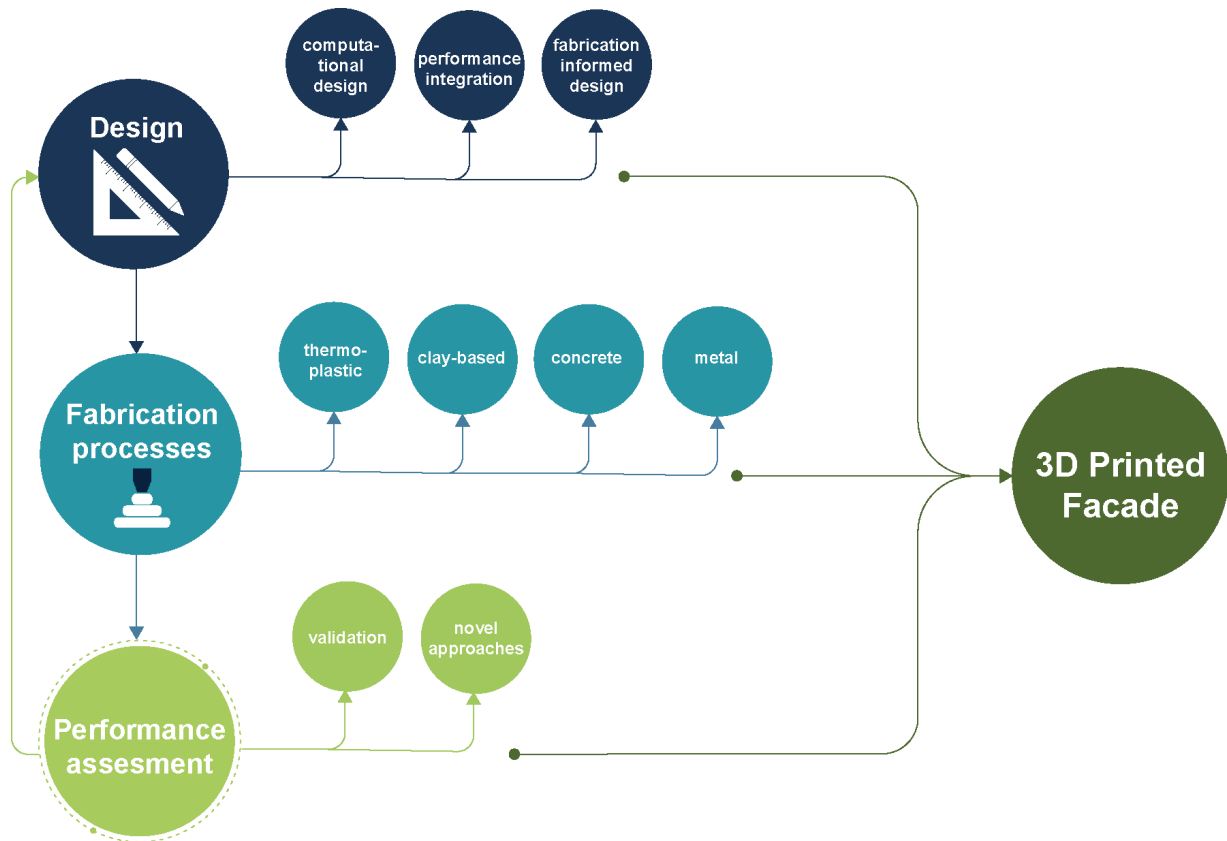 computa-
tional
design
performance
integration
fabrication
informed
design
Design
thermo-
plastic
clay-based
concrete
metal
Fabrication
processes
3D Printed
Facade
validation
novel
approaches
Performance
assesment